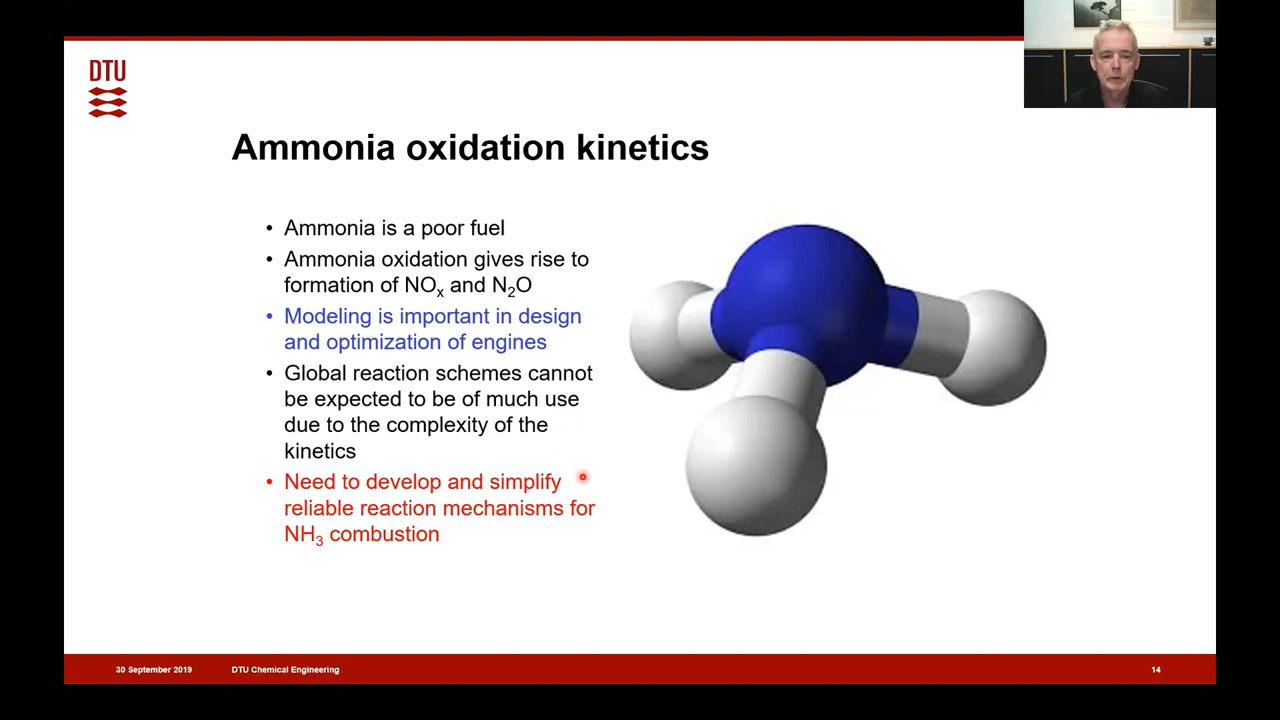 DTU
Ammonia oxidation kinetics
• Ammonia is a poor fuel
• Ammonia oxidation gives rise to
formation of NOx and N2O
• Modeling is important in design
and optimization of engines
• Global reaction schemes cannot
be expected to be of much use
due to the complexity of the
kinetics
• Need to develop and simplify
reliable reaction mechanisms for
NH3 combustion
30 September 2019
DTU Chemical Engineering
14